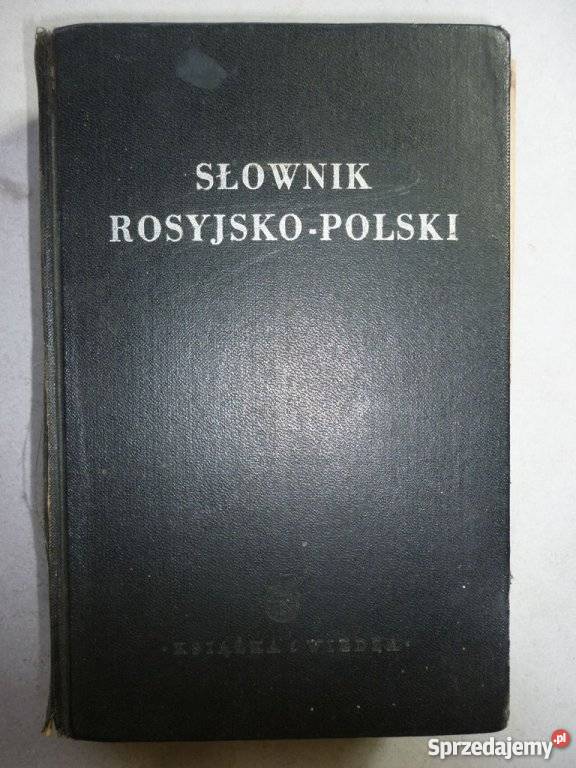 SŁOWNIK
ROSYJSKO-POLSKI
· KSIĄŻKA i WIEDZA ·
Sprzedajemy.pl